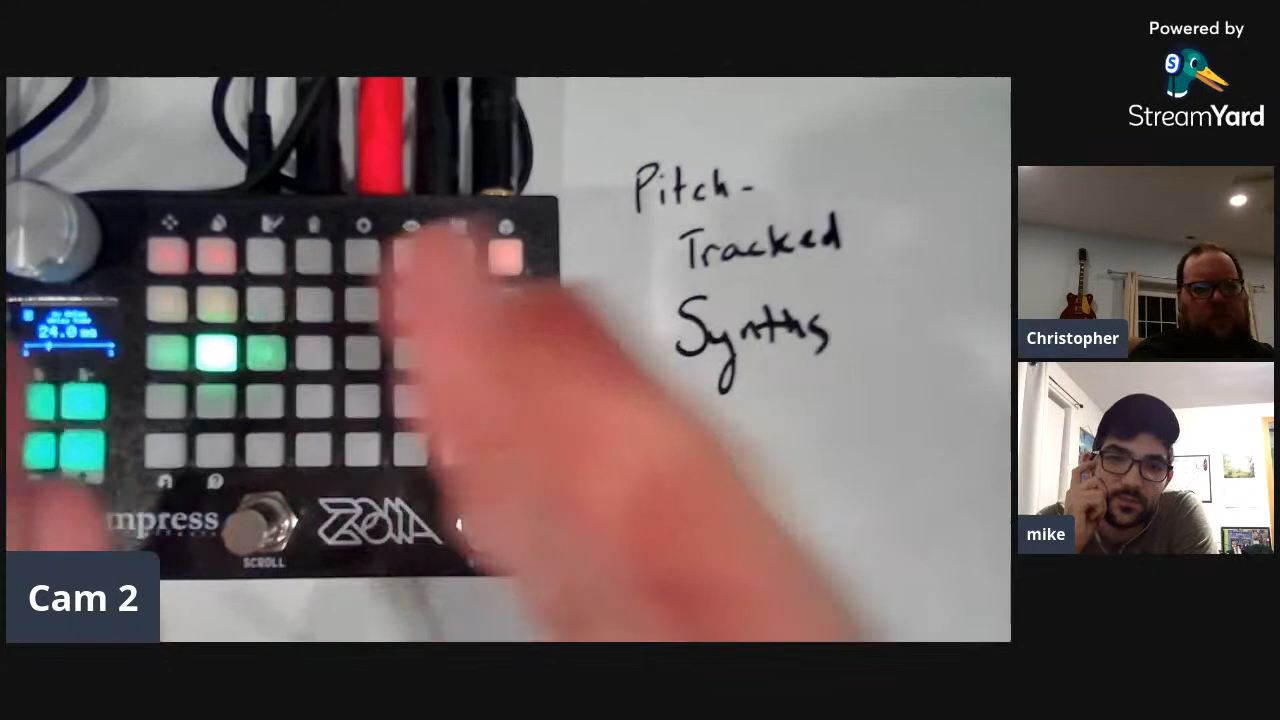 Powered by
StreamYard
Pitch-
Tracked
Synths
24.0 ms
mpress
ZOIA
SCROLL
Cam 2
Christopher
mike